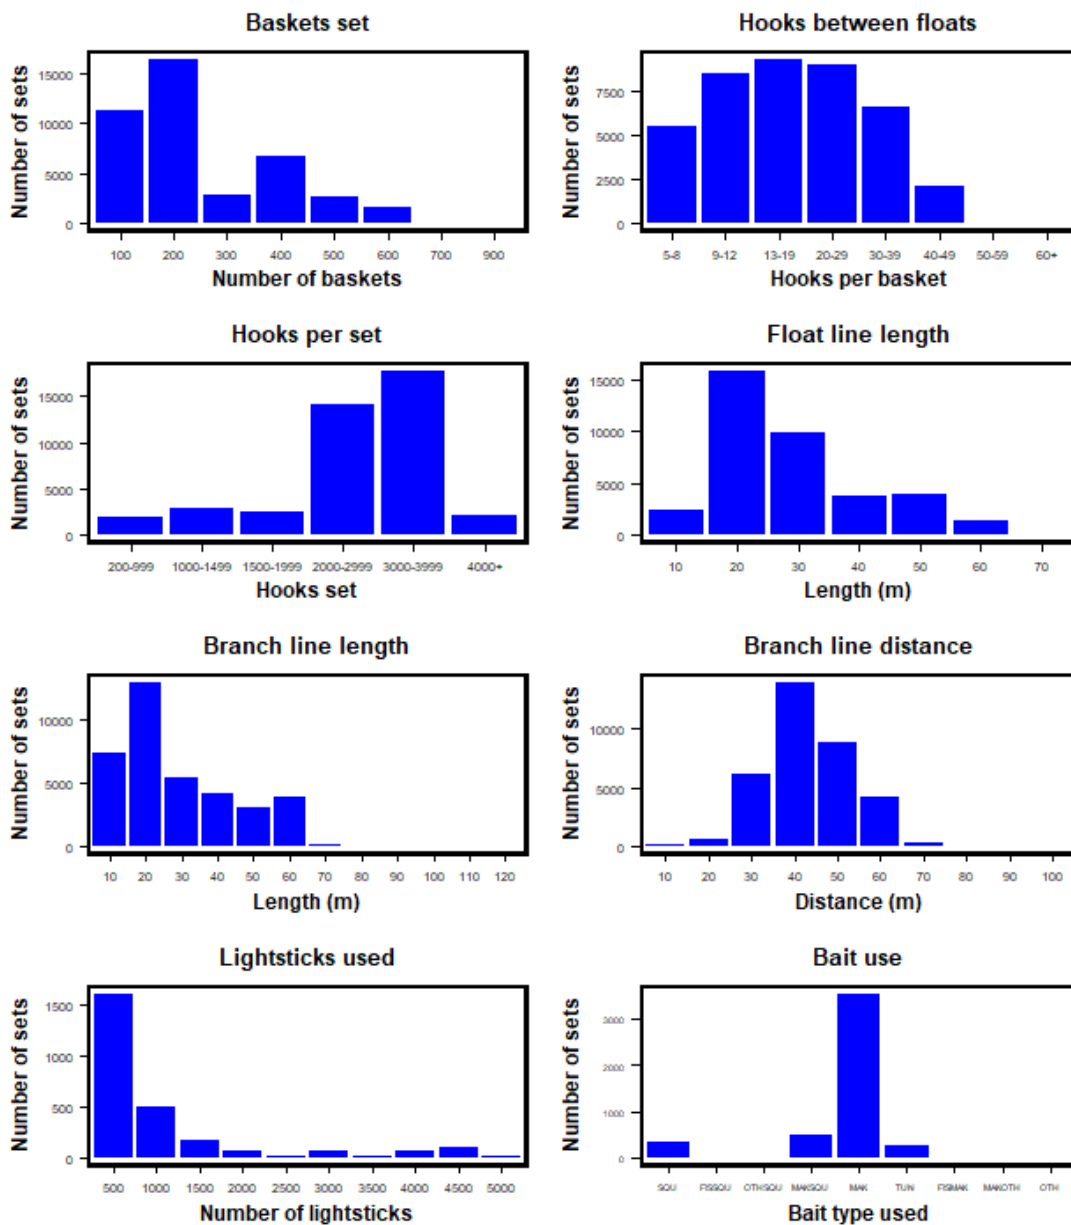 Baskets set
Number of sets
15000
10000
5000
0
100 200 300 400 500 600 700 900
Number of baskets
Hooks between floats
Number of sets
7500
5000
2500
0
5-8 9-12 13-19 20-29 30-39 40-49 50-59 60+
Hooks per basket
Hooks per set
Number of sets
15000
10000
5000
0
200-999 1000-1499 1500-1999 2000-2999 3000-3999 4000+
Hooks set
Float line length
Number of sets
15000
10000
5000
0
10 20 30 40 50 60 70
Length (m)
Branch line length
Number of sets
10000
5000
0
10 20 30 40 50 60 70 80 90 100 110 120
Length (m)
Branch line distance
Number of sets
10000
5000
0
10 20 30 40 50 60 70 80 90 100
Distance (m)
Lightsticks used
Number of sets
1500
1000
500
0
500 1000 1500 2000 2500 3000 3500 4000 4500 5000
Number of lightsticks
Bait use
Number of sets
3000
2000
1000
0
SQU FISSQU OTHSQU MAKSQU MAK TUN FISMAK MAKOTH OTH
Bait type used